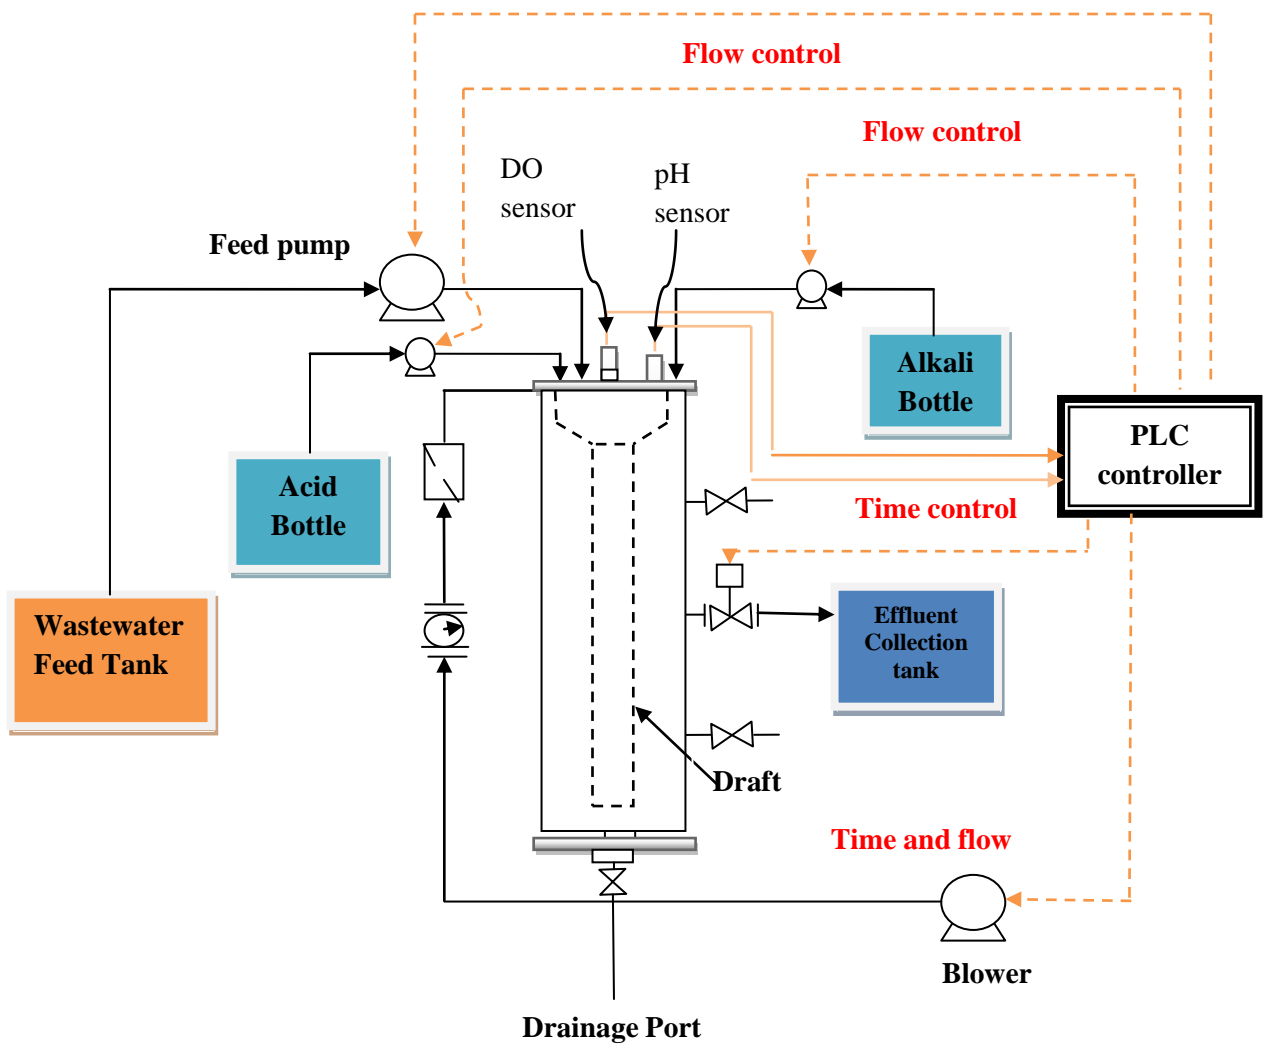 Flow control
Flow control
DO
sensor
pH
sensor
Feed pump
Alkali
Bottle
PLC
controller
Acid
Bottle
Time control
Wastewater
Feed Tank
Effluent
Collection
tank
Draft
Time and flow
Blower
Drainage Port